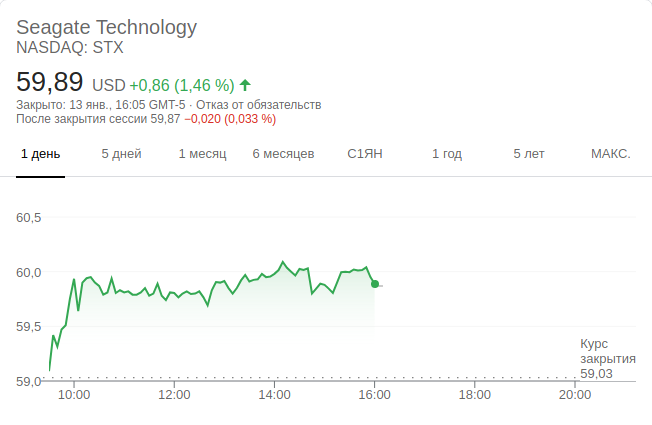 Seagate Technology
NASDAQ: STX
59,89 USD +0,86 (1,46 %)
Закрыто: 13 янв., 16:05 GMT-5 · Отказ от обязательств
После закрытия сессии 59,87 −0,020 (0,033 %)
1 день 5 дней 1 месяц 6 месяцев С1ЯН 1 год 5 лет МАКС.
60,5
60,0
59,5
Курс
закрытия
59,03
59,0
10:00 12:00 14:00 16:00 18:00 20:00